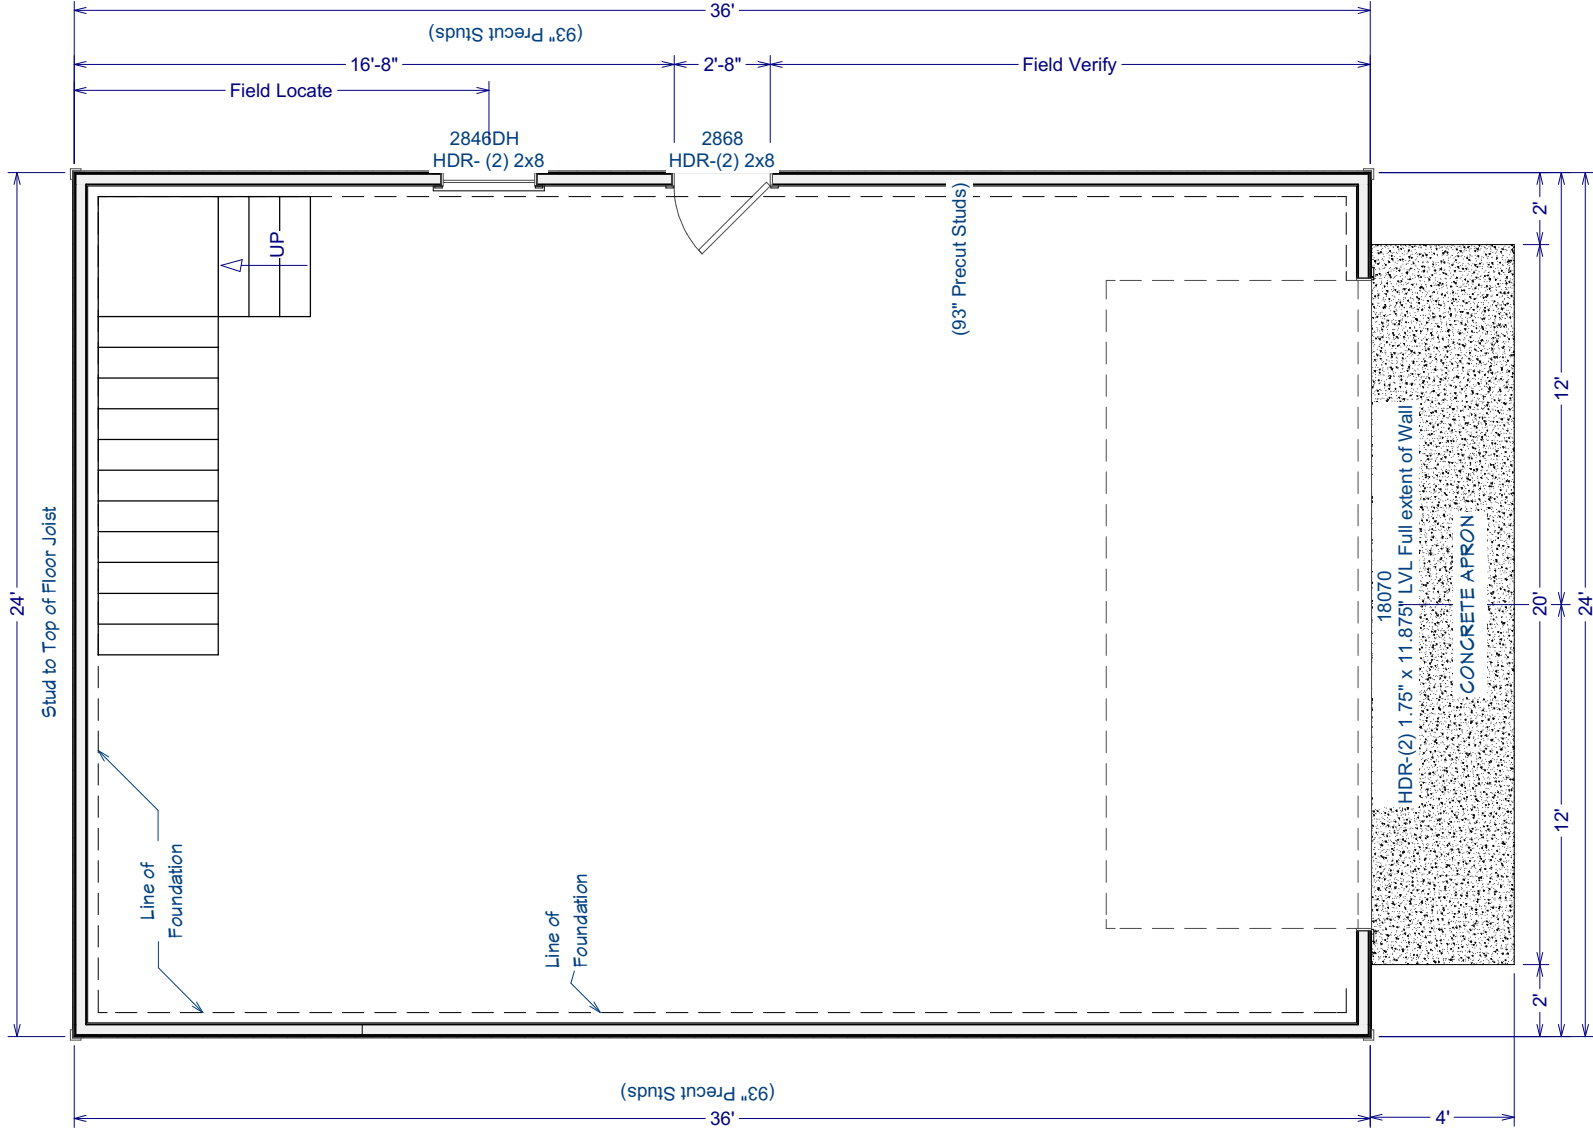 36'
(93" Precut Studs)
16'-8"
2'-8"
Field Verify
Field Locate
2846DH
HDR- (2) 2x8
2868
HDR-(2) 2x8
(93" Precut Studs)
UP
2'
12'
24'
Stud to Top of Floor Joist
18070
HDR-(2) 1.75" x 11.875" LVL Full extent of Wall
CONCRETE APRON
20'
24'
12'
Line of
Foundation
Line of
Foundation
2'
(93" Precut Studs)
36'
4'